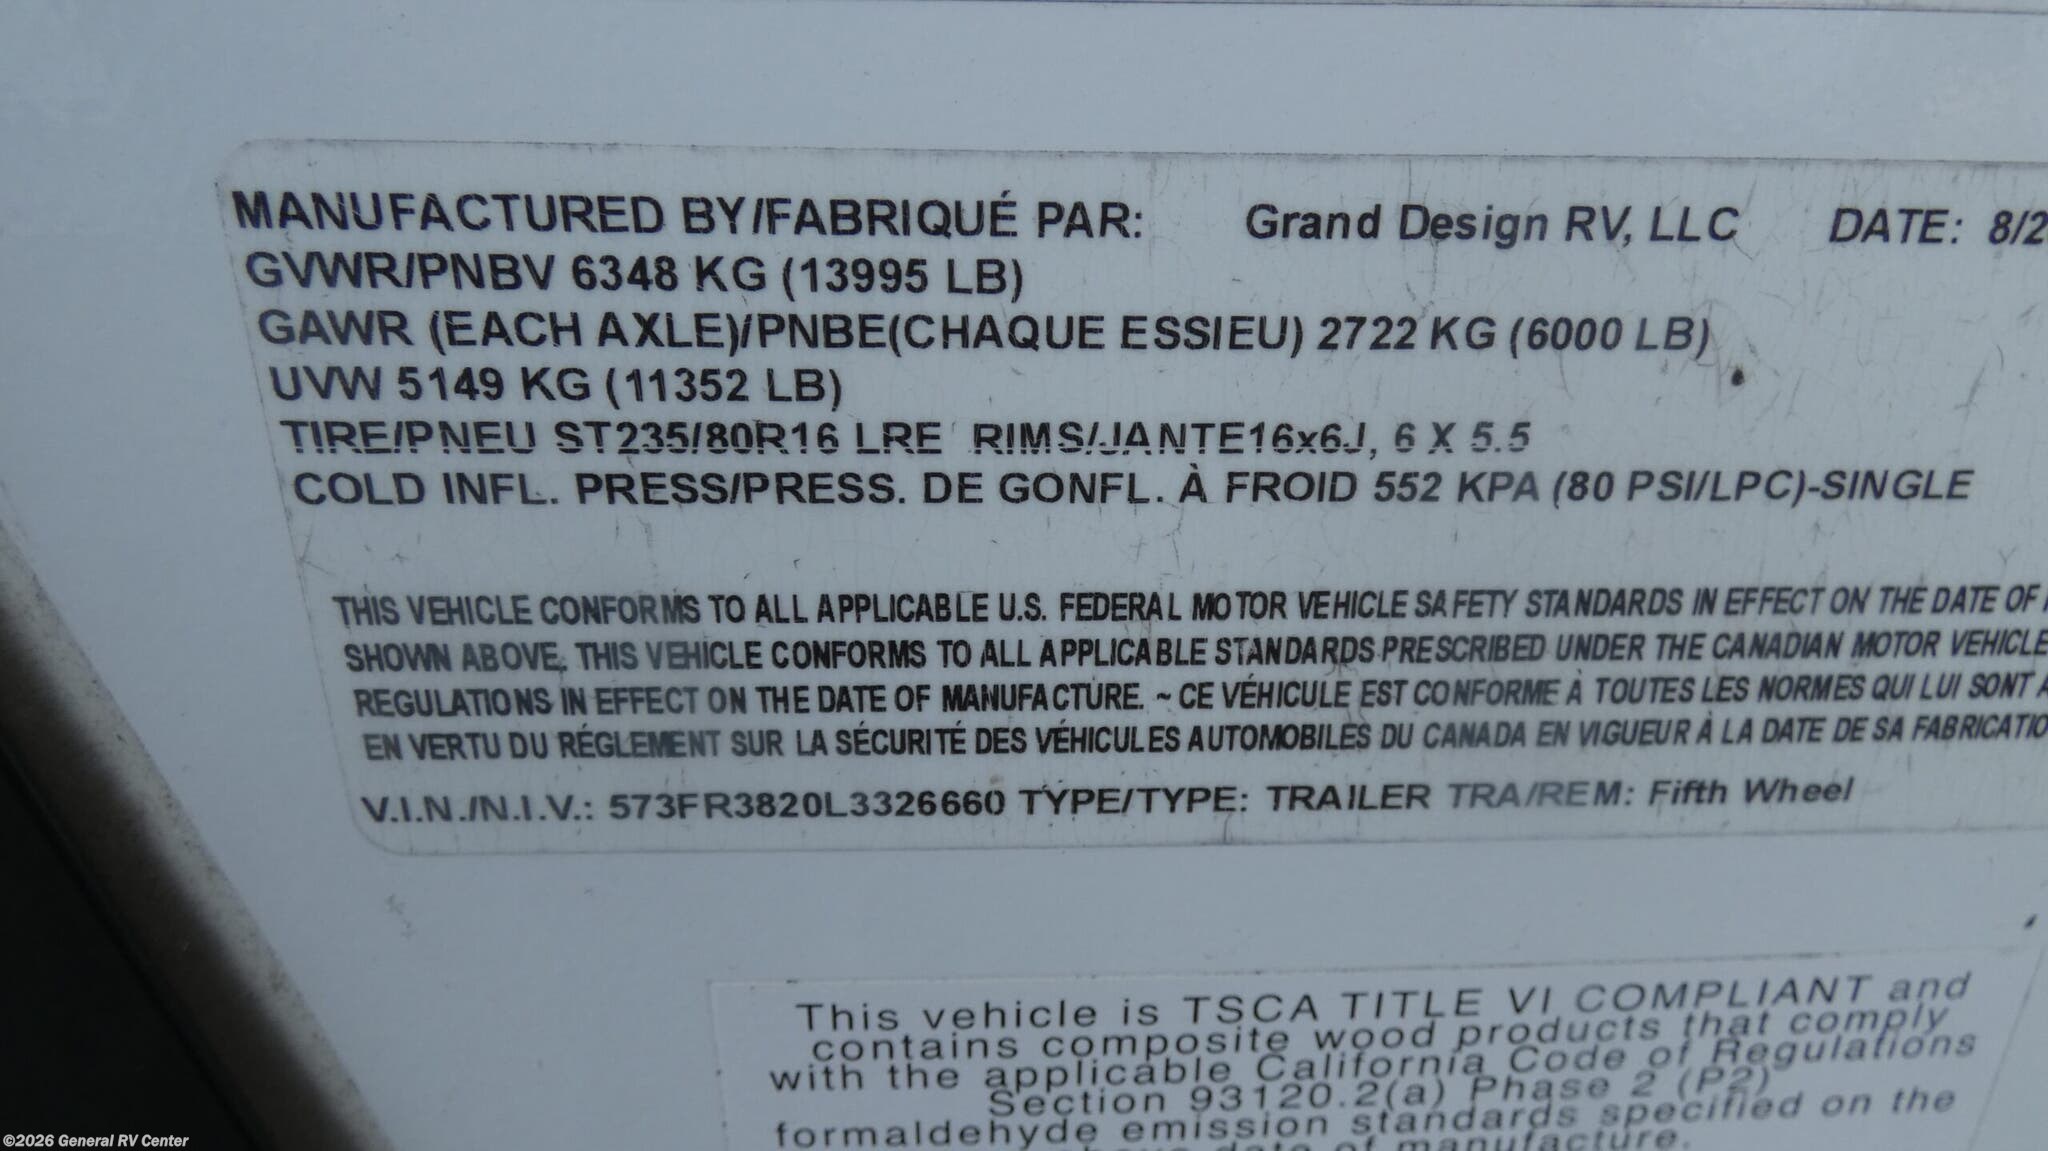 MANUFACTURED BY/FABRIQUÉ PAR: Grand Design RV, LLC DATE: 8/2
GVWR/PNBV 6348 KG (13995 LB)
GAWR (EACH AXLE)/PNBE(CHAQUE ESSIEU) 2722 KG (6000 LB)
UVW 5149 KG (11352 LB)
TIRE/PNEU ST235/80R16 LRE RIMS/JANTE16x6J, 6 X 5.5
COLD INFL. PRESS/PRESS. DE GONFL. À FROID 552 KPA (80 PSI/LPC)-SINGLE
THIS VEHICLE CONFORMS TO ALL APPLICABLE U.S. FEDERAL MOTOR VEHICLE SAFETY STANDARDS IN EFFECT ON THE DATE OF
SHOWN ABOVE. THIS VEHICLE CONFORMS TO ALL APPLICABLE STANDARDS PRESCRIBED UNDER THE CANADIAN MOTOR VEHICLE
REGULATIONS IN EFFECT ON THE DATE OF MANUFACTURE. ~ CE VÉHICULE EST CONFORME À TOUTES LES NORMES QUI LUI SONT
EN VERTU DU RÉGLEMENT SUR LA SÉCURITÉ DES VÉHICULES AUTOMOBILES DU CANADA EN VIGUEUR À LA DATE DE SA FABRICATIO
V.I.N./N.I.V.: 573FR3820L3326660 TYPE/TYPE: TRAILER TRA/REM: Fifth Wheel
This vehicle is TSCA TITLE VI COMPLIANT and
contains composite wood products that comply
with the applicable California Code of Regulations
Section 93120.2(a) Phase 2 (P2)
formaldehyde emission standards specified on the
above date of manufacture.
©2026 General RV Center